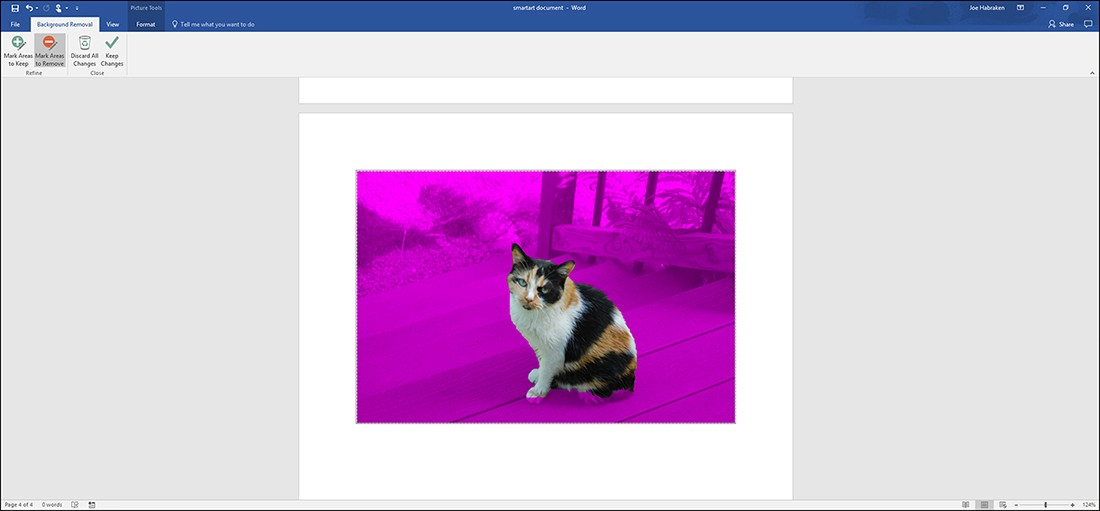 Picture Tools
smartart document - Word
Joe Habraken
File
Background Removal
View
Format
Tell me what you want to do
Share
Mark Areas
to Keep
Mark Areas
to Remove
Discard All
Changes
Keep
Changes
Refine
Close
Page 4 of 4
0 words
124%